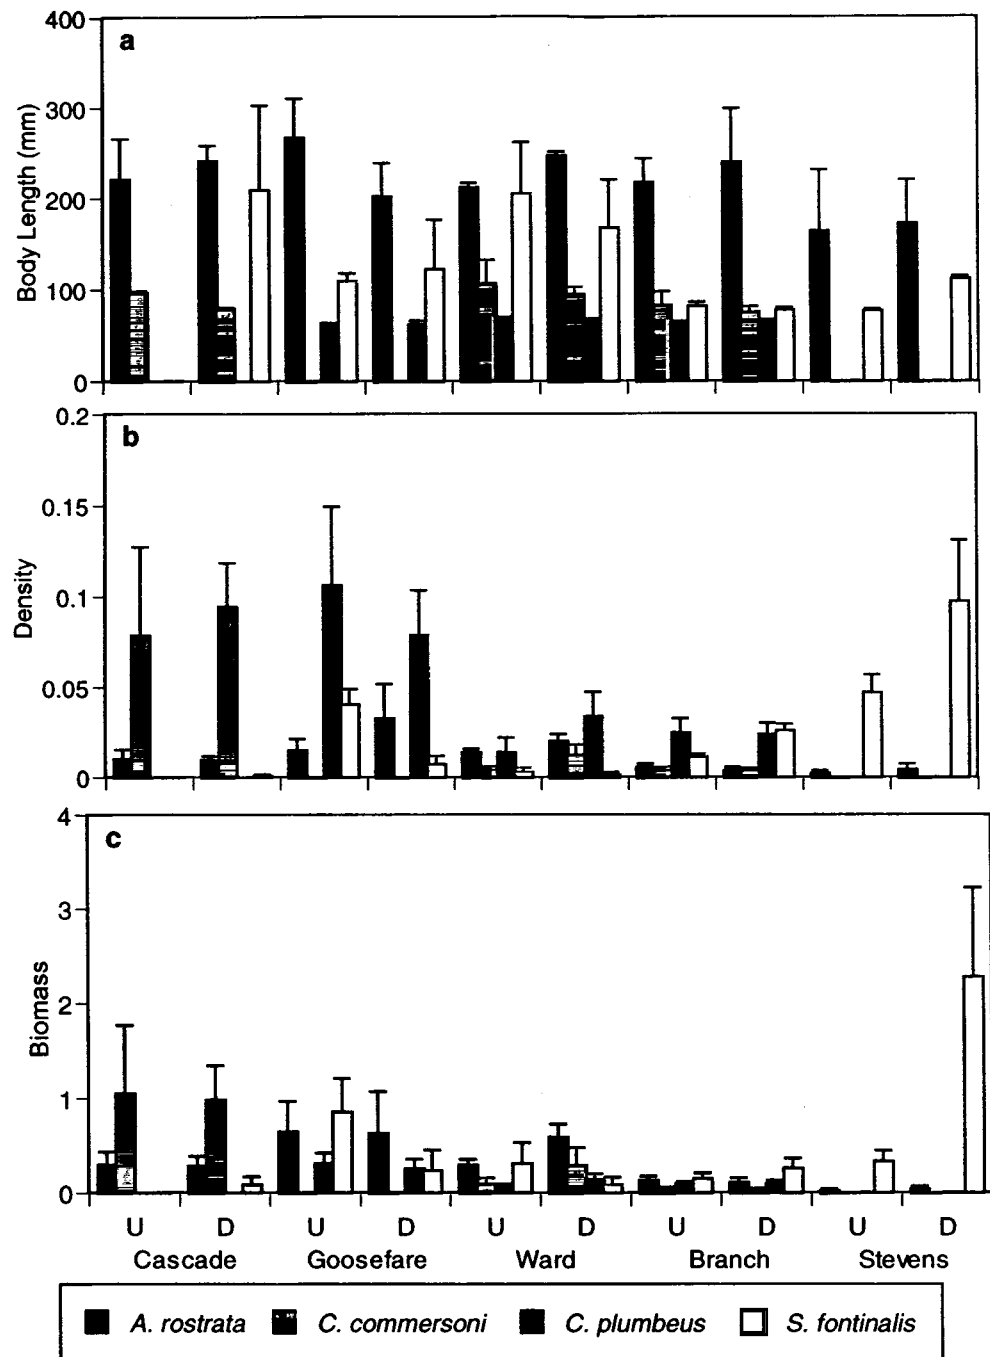 400
a
300
200
100
0
Body Length (mm)
0.2
b
0.15
0.1
0.05
0
Density
4
c
3
2
1
0
Biomass
U D U D U D U D U D
Cascade Goosefare Ward Branch Stevens
A. rostrata C. commersoni C. plumbeus S. fontinalis